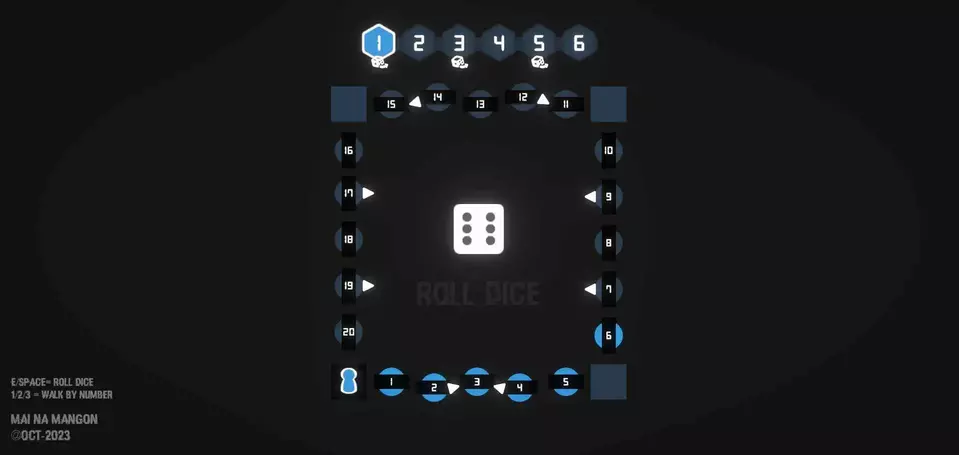 1 2 3 4 5 6
15 14 13 12 11
16 10
17 9
18 8
19 7
20 6
1 2 3 4 5
ROLL DICE
E/SPACE= ROLL DICE
1/2/3 = WALK BY NUMBER
MAI NA MANGON
@OCT-2023